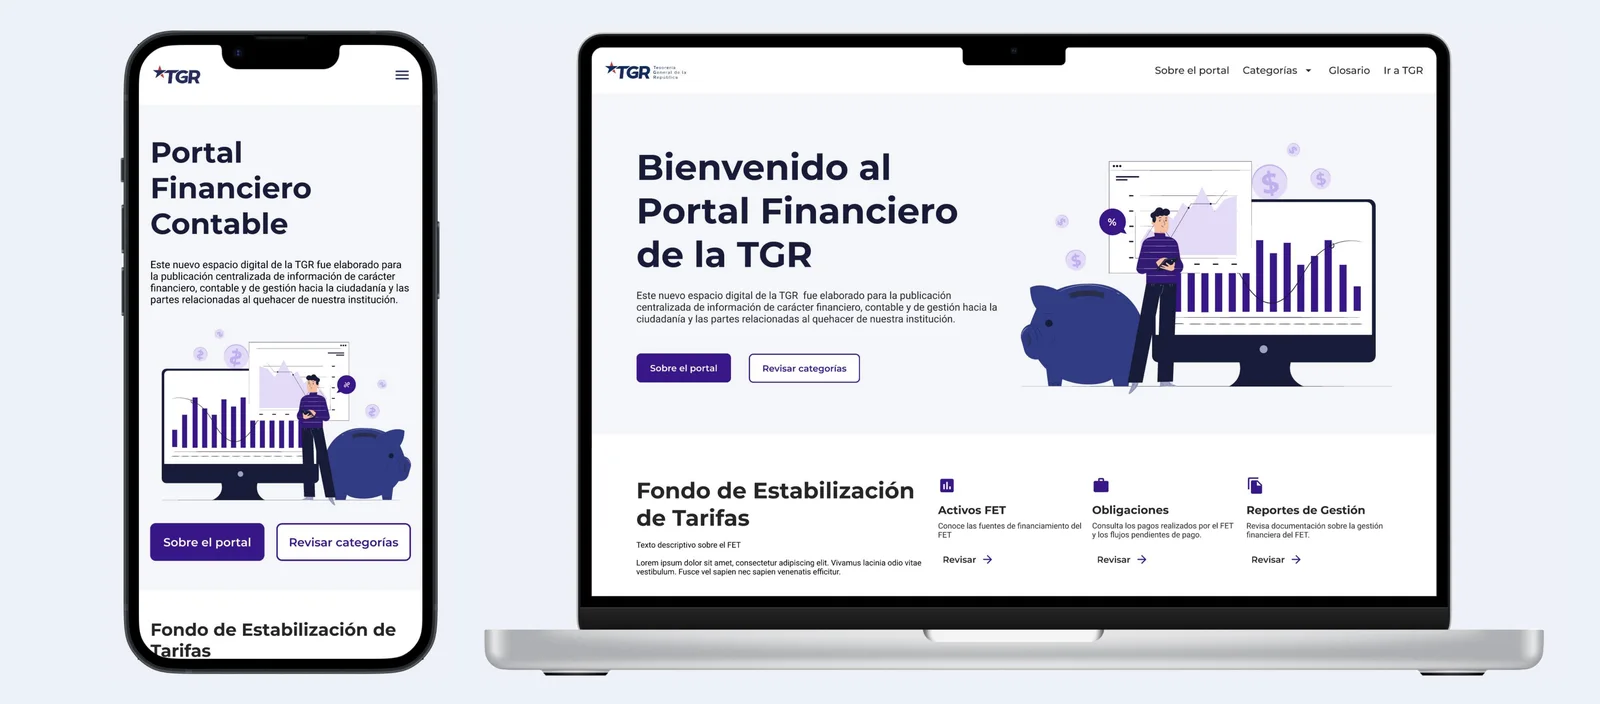 TGR
Portal
Financiero
Contable
Este nuevo espacio digital de la TGR fue elaborado para
la publicación centralizada de información de carácter
financiero, contable y de gestión hacia la ciudadanía y las
partes relacionadas al quehacer de nuestra institución.
Sobre el portal
Revisar categorías
Fondo de Estabilización de
Tarifas
TGR
Tesorería
General de la
República
Sobre el portal
Categorías
Glosario
Ir a TGR
Bienvenido al
Portal Financiero
de la TGR
Este nuevo espacio digital de la TGR fue elaborado para la publicación
centralizada de información de carácter financiero, contable y de gestión hacia la
ciudadanía y las partes relacionadas al quehacer de nuestra institución.
Sobre el portal
Revisar categorías
%
$
$
$
$
Fondo de Estabilización
de Tarifas
Texto descriptivo sobre el FET
Lorem ipsum dolor sit amet, consectetur adipiscing elit. Vivamus lacinia odio vitae
vestibulum. Fusce vel sapien nec sapien venenatis efficitur.
Activos FET
Conoce las fuentes de financiamiento del
FET
Revisar
Obligaciones
Consulta los pagos realizados por el FET
y los flujos pendientes de pago.
Revisar
Reportes de Gestión
Revisa documentación sobre la gestión
financiera del FET.
Revisar